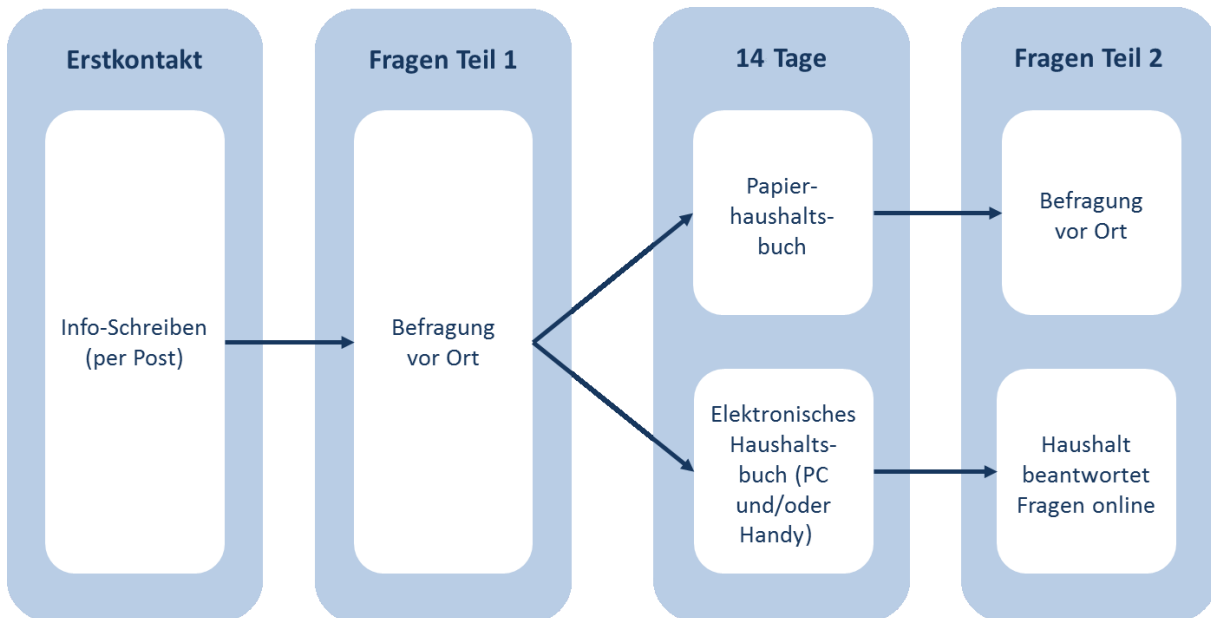 Erstkontakt
Info-Schreiben
(per Post)
Fragen Teil 1
Befragung
vor Ort
14 Tage
Papier-
haushalts-
buch
Elektronisches
Haushalts-
buch (PC
und/oder
Handy)
Fragen Teil 2
Befragung
vor Ort
Haushalt
beantwortet
Fragen online